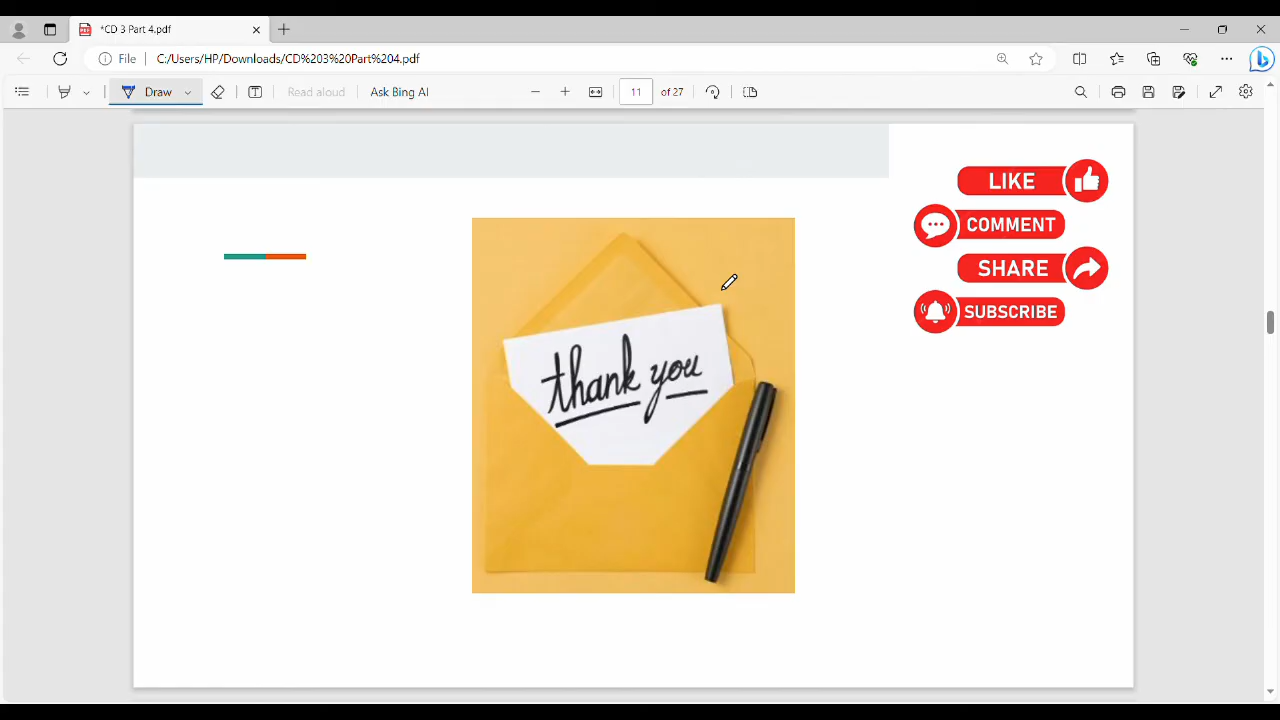 *CD 3 Part 4.pdf
File C:/Users/HP/Downloads/CD%203%20Part%204.pdf
Draw Read aloud Ask Bing AI 11 of 27
LIKE
COMMENT
SHARE
SUBSCRIBE
thank you